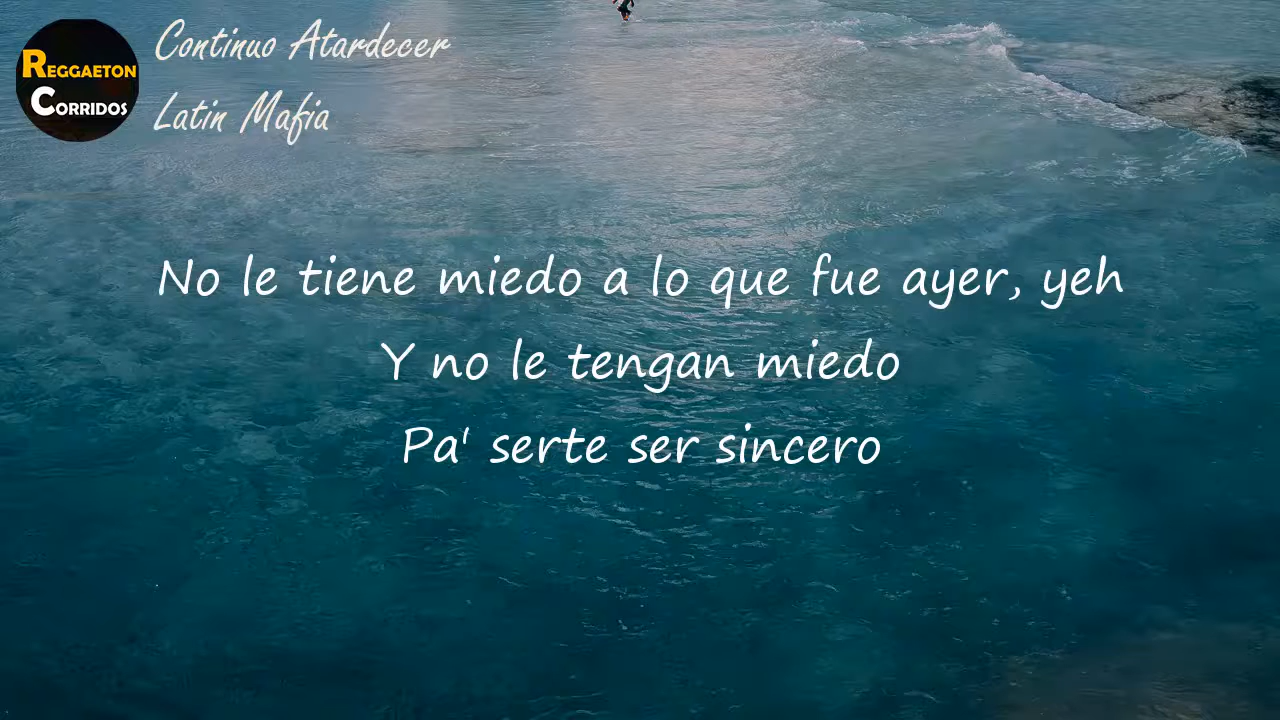 REGGAETON
CORRIDOS
Continuo Atardecer
Latin Mafia
No le tiene miedo a lo que fue ayer, yeh
Y no le tengan miedo
Pa' serte ser sincero